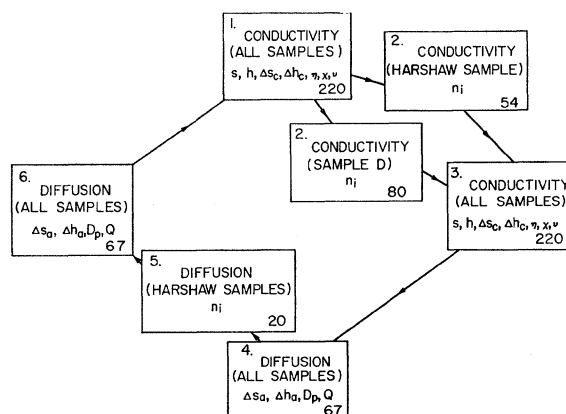 1.
CONDUCTIVITY
(ALL SAMPLES)
s, h, Δs_c, Δh_c, η, χ, υ
220
2.
CONDUCTIVITY
(HARSHAW SAMPLE)
n_i
54
2.
CONDUCTIVITY
(SAMPLE D)
n_i
80
3.
CONDUCTIVITY
(ALL SAMPLES)
s, h, Δs_c, Δh_c, η, χ, υ
220
6.
DIFFUSION
(ALL SAMPLES)
Δs_a, Δh_a, D_p, Q
67
5.
DIFFUSION
(HARSHAW SAMPLES)
n_i
20
4.
DIFFUSION
(ALL SAMPLES)
Δs_a, Δh_a, D_p, Q
67